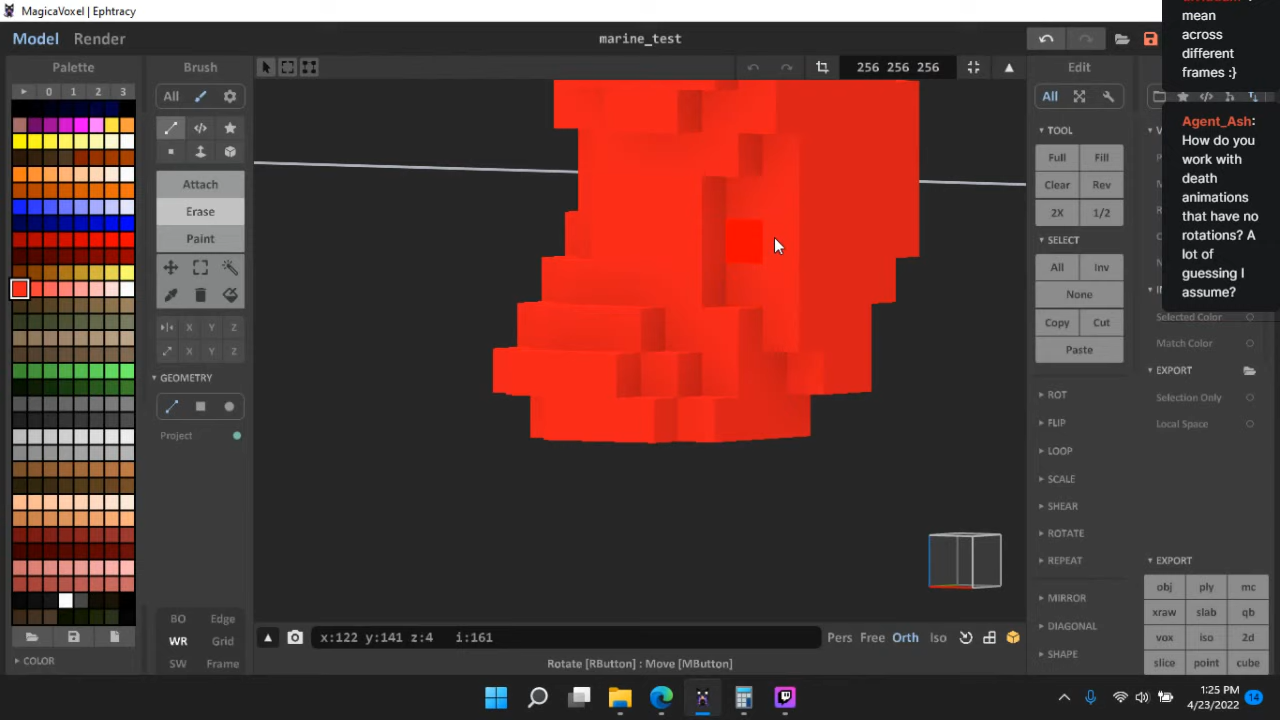 MagicaVoxel | Ephtracy
Model Render
marine_test
mean
across
different
frames :}
Palette
Brush
256 256 256
Edit
0 1 2 3
All
All
TOOL
Full Fill
Clear Rev
2X 1/2
Attach
Erase
Paint
SELECT
All Inv
None
Copy Cut
Paste
X Y Z
X Y Z
GEOMETRY
Project
Agent_Ash:
How do you
work with
death
animations
that have no
rotations? A
lot of
guessing I
assume?
Selected Color
Match Color
EXPORT
Selection Only
Local Space
ROT
FLIP
LOOP
SCALE
SHEAR
ROTATE
REPEAT
MIRROR
DIAGONAL
SHAPE
EXPORT
obj ply mc
xraw slab qb
vox iso 2d
slice point cube
BO Edge
WR Grid
SW Frame
COLOR
x:122 y:141 z:4 i:161
Pers Free Orth Iso
Rotate [RButton] : Move [MButton]
1:25 PM
4/23/2022
14